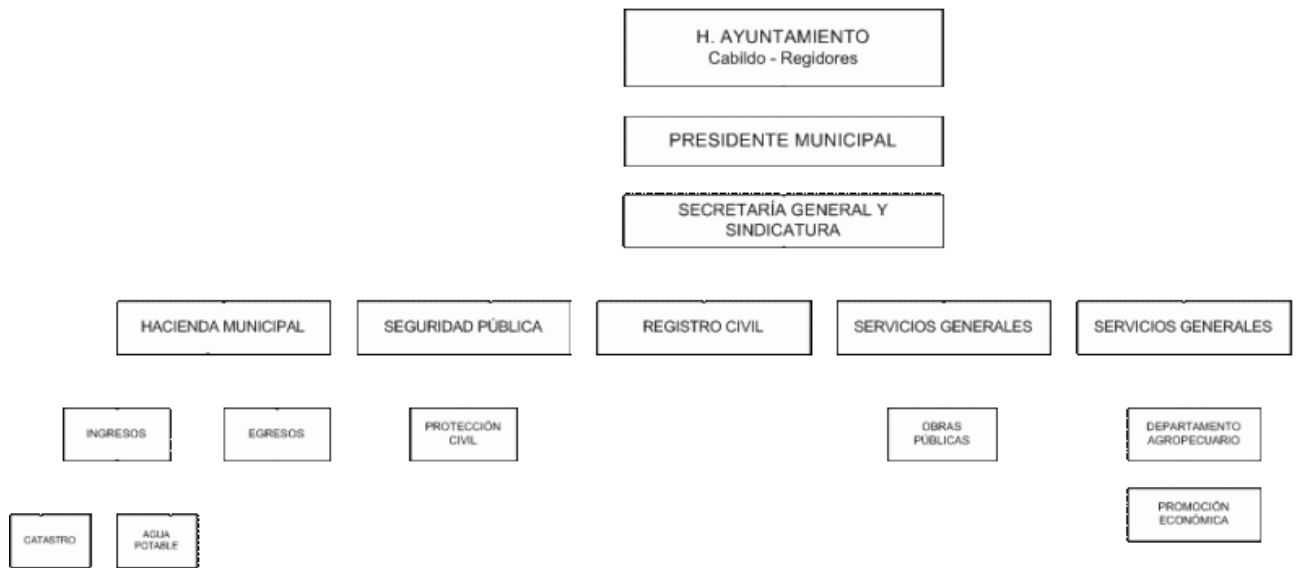 H. AYUNTAMIENTO
Cabildo - Regidores
PRESIDENTE MUNICIPAL
SECRETARÍA GENERAL Y
SINDICATURA
HACIENDA MUNICIPAL
SEGURIDAD PÚBLICA
REGISTRO CIVIL
SERVICIOS GENERALES
SERVICIOS GENERALES
INGRESOS
EGRESOS
PROTECCIÓN
CIVIL
OBRAS
PÚBLICAS
DEPARTAMENTO
AGROPECUARIO
PROMOCIÓN
ECONÓMICA
CATASTRO
AGUA
POTABLE